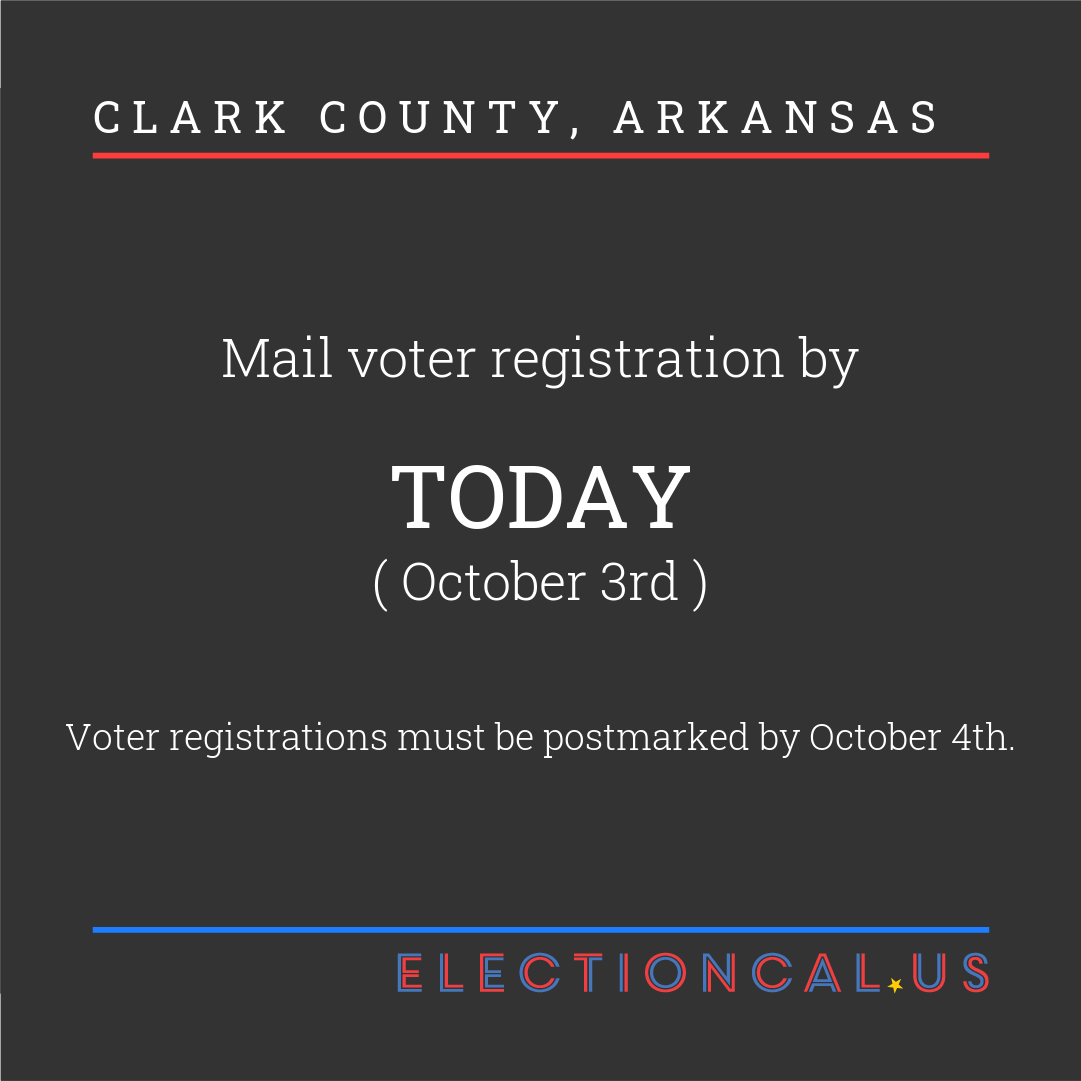 CLARK COUNTY, ARKANSAS
Mail voter registration by
TODAY
( October 3rd )
Voter registrations must be postmarked by October 4th.
ELECTIONCAL.US